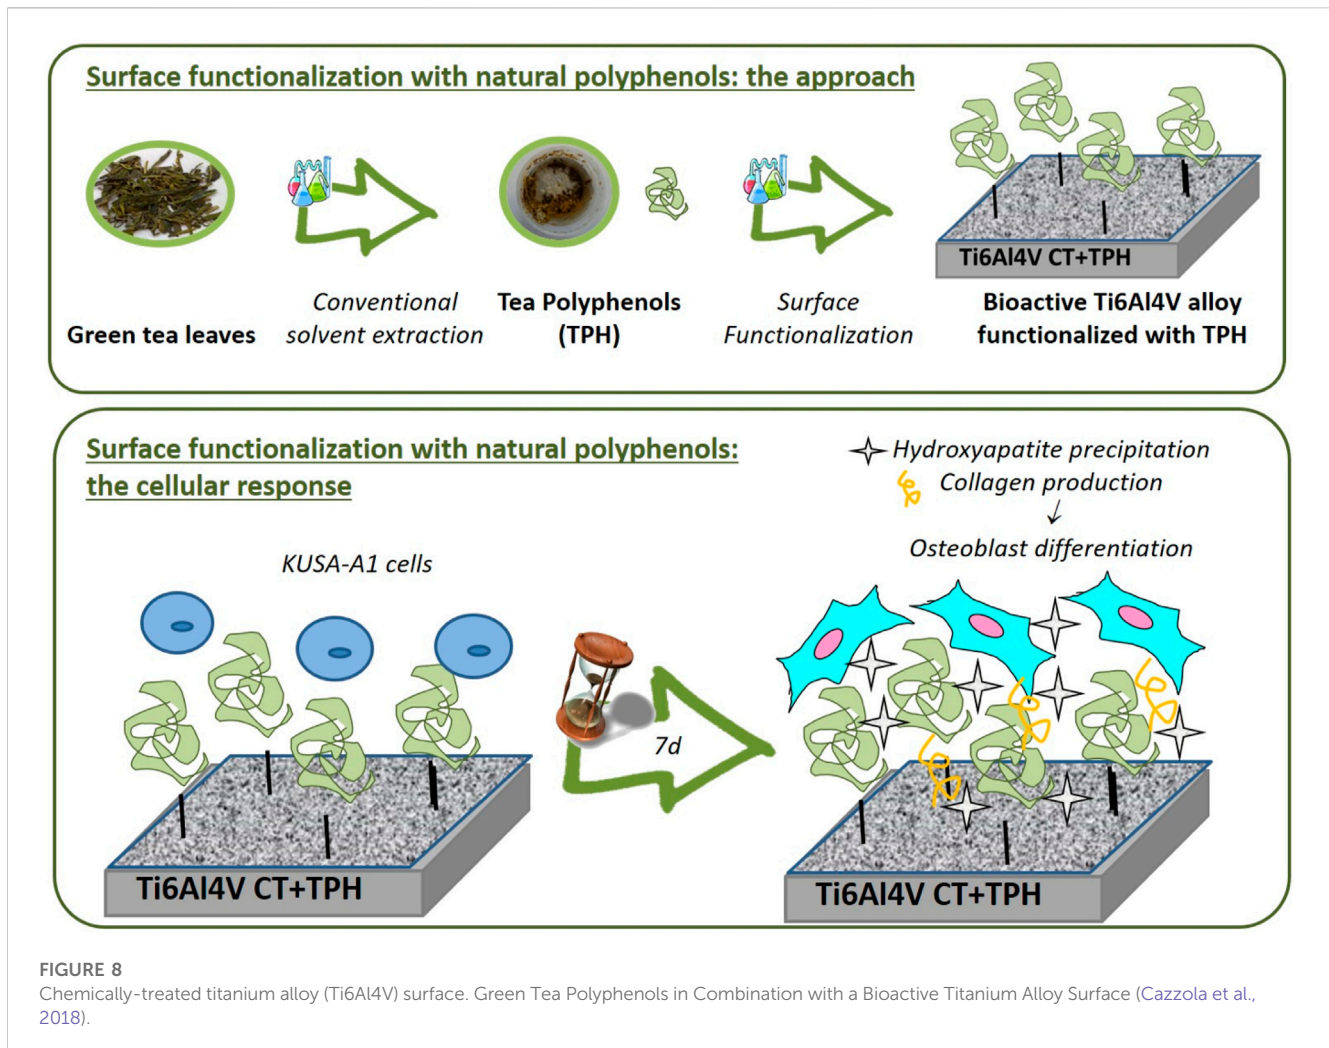 Surface functionalization with natural polyphenols: the approach
Green tea leaves
Conventional
solvent extraction
Tea Polyphenols
(TPH)
Surface
Functionalization
Ti6Al4V CT+TPH
Bioactive Ti6Al4V alloy
functionalized with TPH
Surface functionalization with natural polyphenols:
the cellular response
KUSA-A1 cells
Ti6Al4V CT+TPH
7d
Hydroxyapatite precipitation
Collagen production
↓
Osteoblast differentiation
Ti6Al4V CT+TPH
FIGURE 8
Chemically-treated titanium alloy (Ti6Al4V) surface. Green Tea Polyphenols in Combination with a Bioactive Titanium Alloy Surface (Cazzola et al.,
2018).